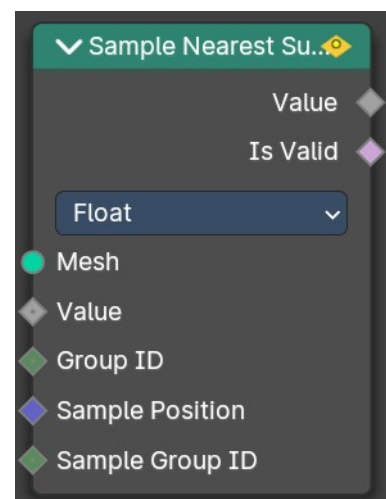 Sample Nearest Su...
Value
Is Valid
Float
Mesh
Value
Group ID
Sample Position
Sample Group ID